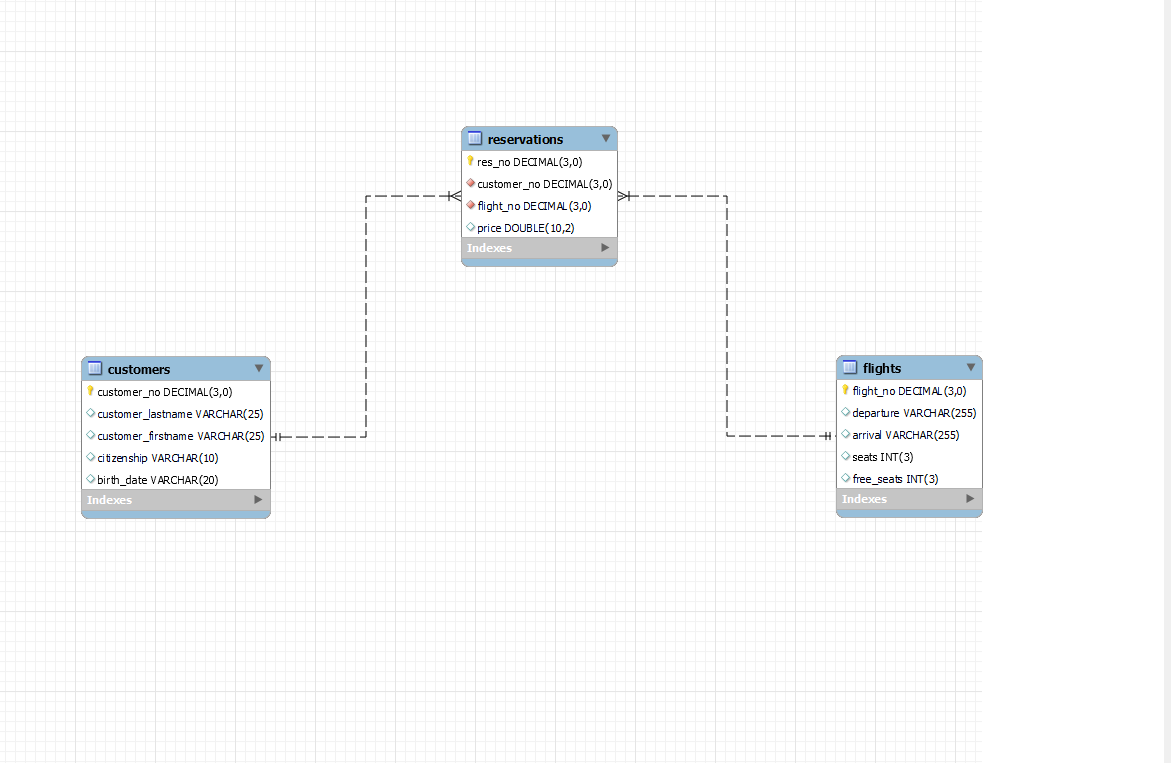 reservations
res_no DECIMAL(3,0)
customer_no DECIMAL(3,0)
flight_no DECIMAL(3,0)
price DOUBLE(10,2)
Indexes
customers
customer_no DECIMAL(3,0)
customer_lastname VARCHAR(25)
customer_firstname VARCHAR(25)
citizenship VARCHAR(10)
birth_date VARCHAR(20)
Indexes
flights
flight_no DECIMAL(3,0)
departure VARCHAR(255)
arrival VARCHAR(255)
seats INT(3)
free_seats INT(3)
Indexes